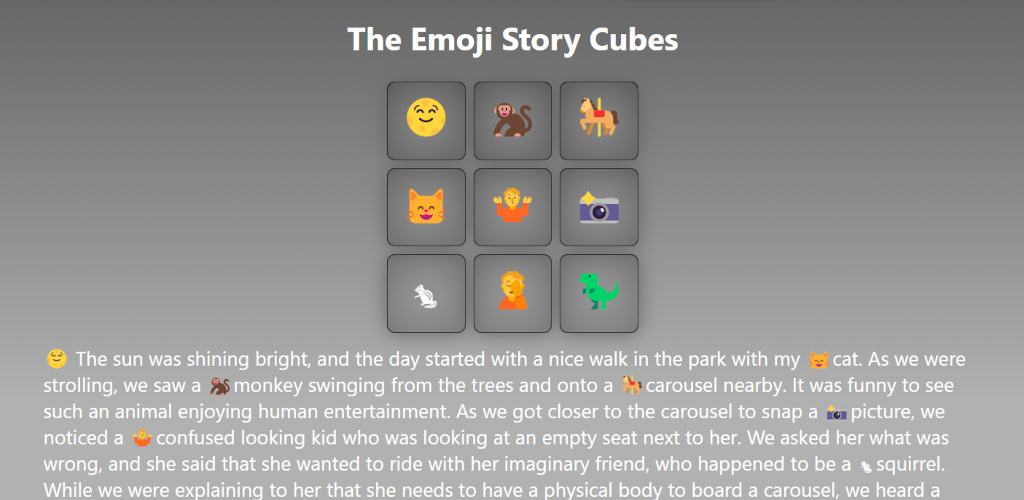 The Emoji Story Cubes
😊 The sun was shining bright, and the day started with a nice walk in the park with my 😸 cat. As we were
strolling, we saw a 🐒 monkey swinging from the trees and onto a 🎠 carousel nearby. It was funny to see
such an animal enjoying human entertainment. As we got closer to the carousel to snap a 📸 picture, we
noticed a 🤷 confused looking kid who was looking at an empty seat next to her. We asked her what was
wrong, and she said that she wanted to ride with her imaginary friend, who happened to be a 🐿 squirrel.
While we were explaining to her that she needs to have a physical body to board a carousel, we heard a